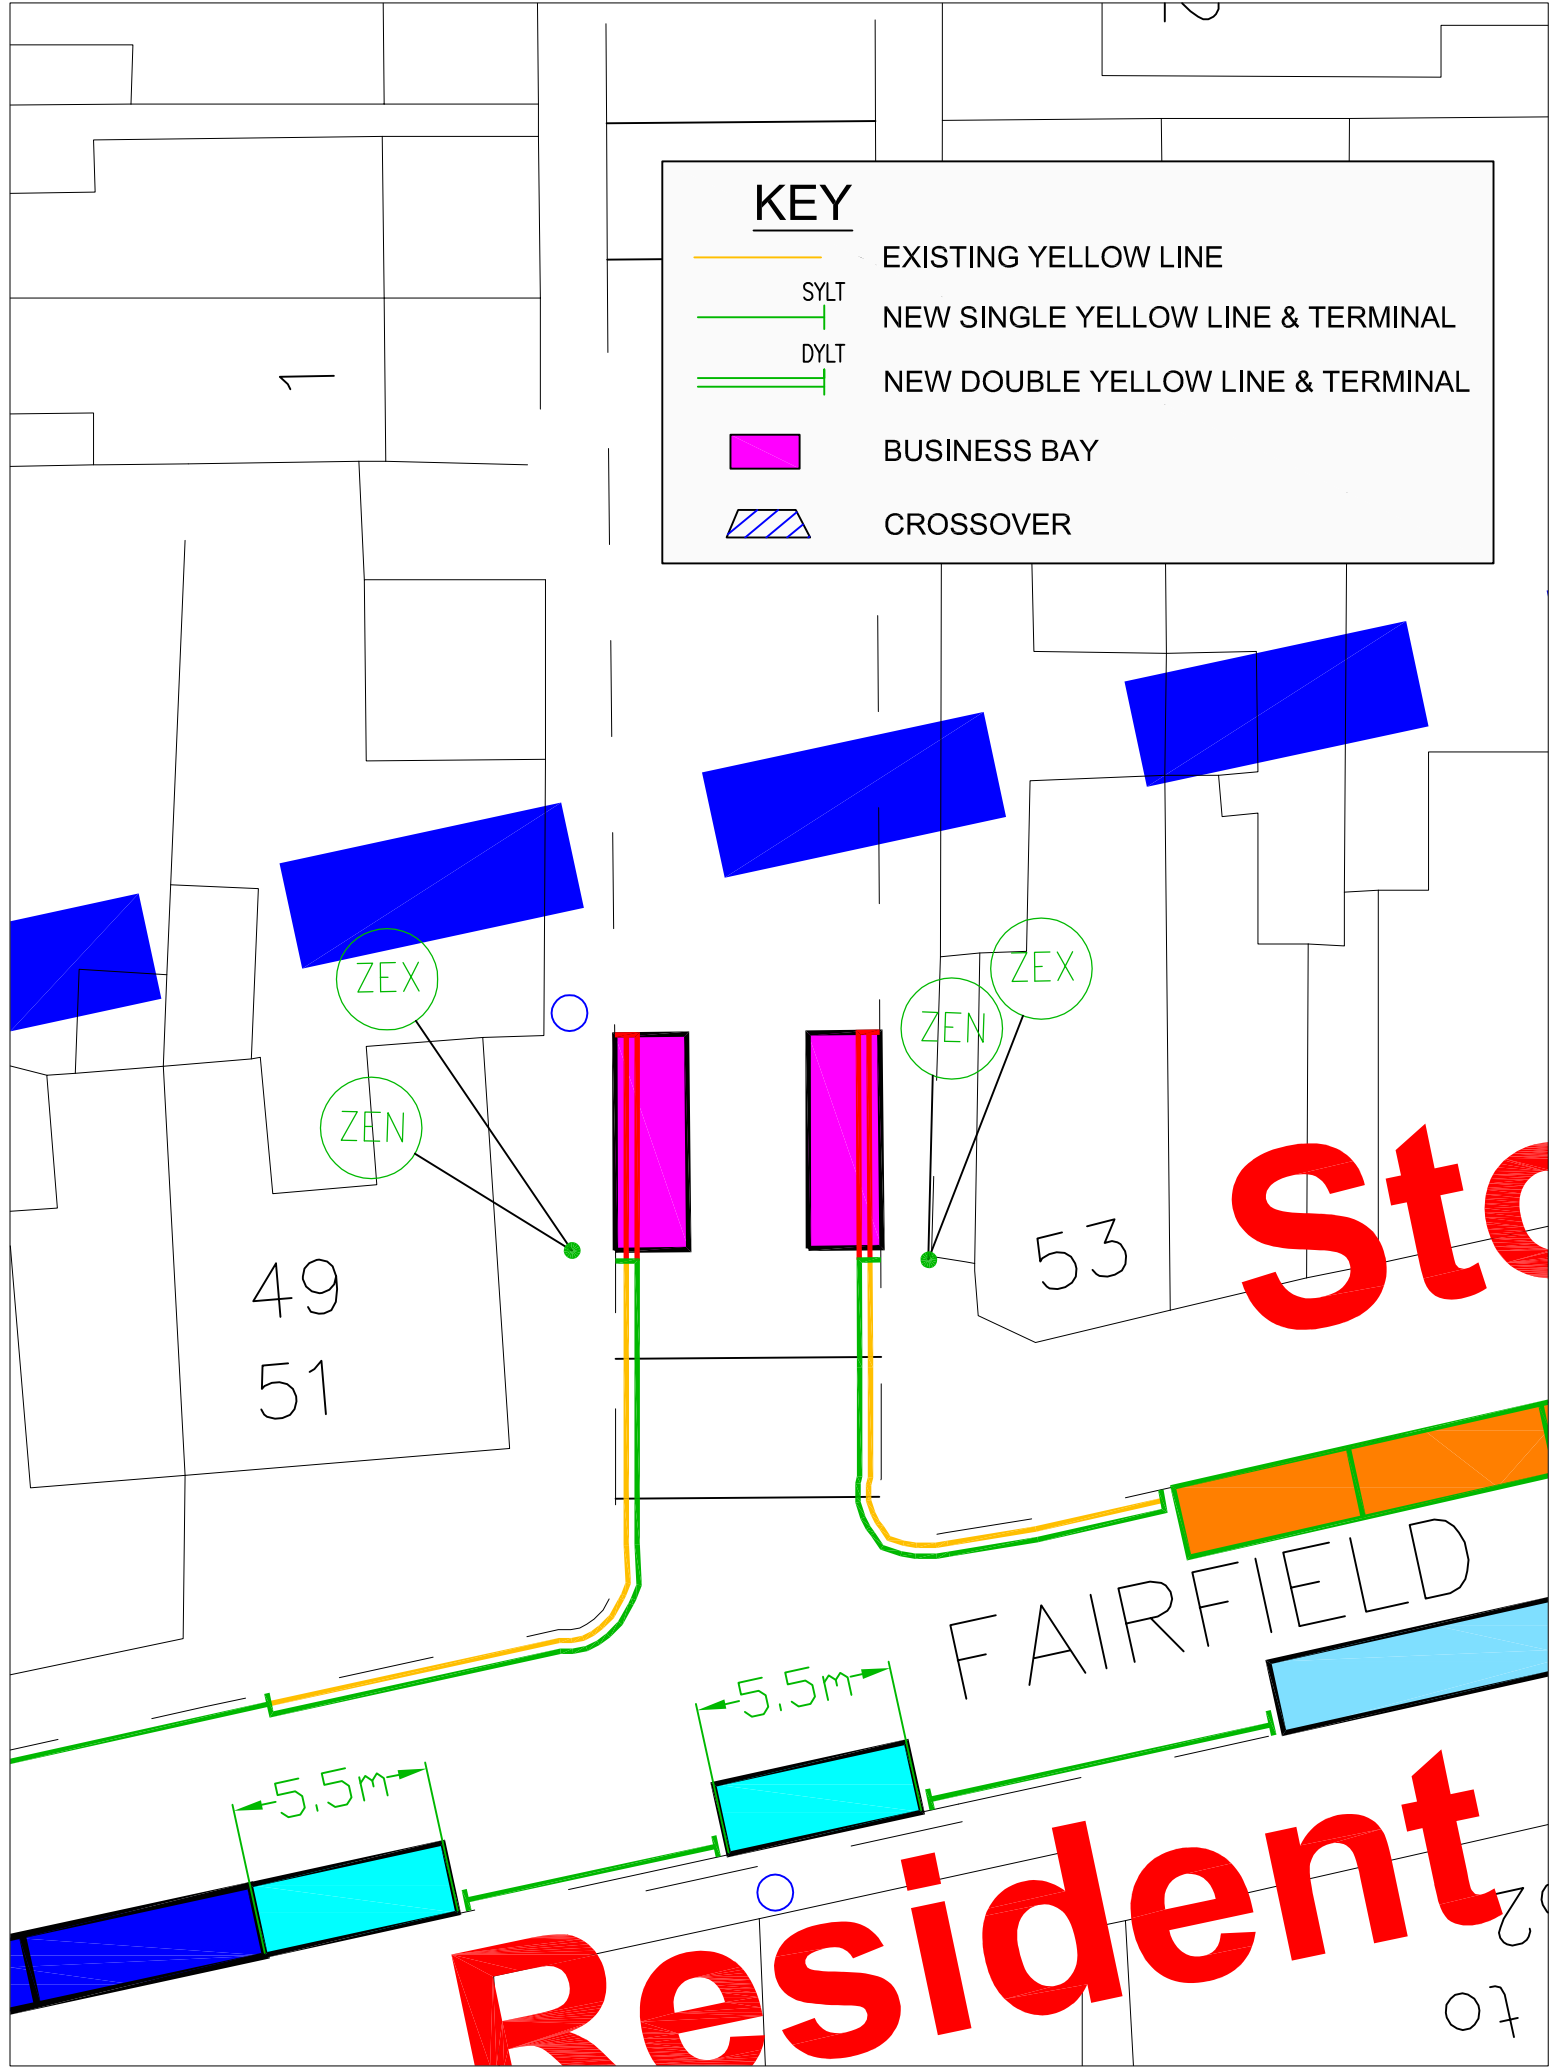 KEY
EXISTING YELLOW LINE
SYLT
NEW SINGLE YELLOW LINE & TERMINAL
DYLT
NEW DOUBLE YELLOW LINE & TERMINAL
BUSINESS BAY
CROSSOVER
1
ZEX
ZEX
ZEN
ZEN
Sto
53
49
51
FAIRFIELD
5.5m
5.5m
Resident